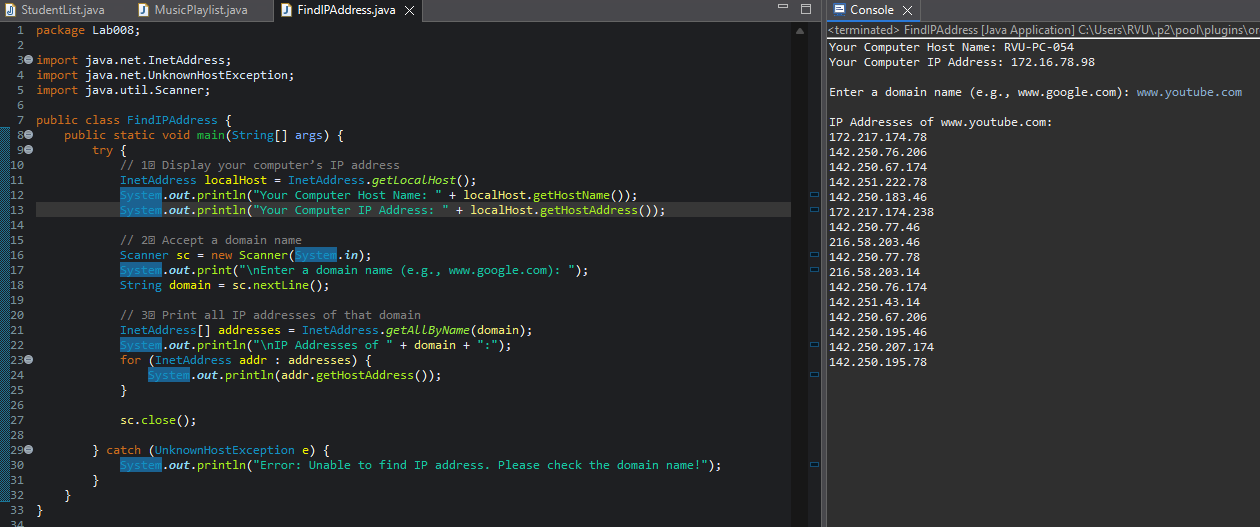 StudentList.java MusicPlaylist.java FindIPAddress.java
1 package Lab008;
2
3 import java.net.InetAddress;
4 import java.net.UnknownHostException;
5 import java.util.Scanner;
6
7 public class FindIPAddress {
8 public static void main(String[] args) {
9 try {
10 // 1 Display your computer’s IP address
11 InetAddress localHost = InetAddress.getLocalHost();
12 System.out.println("Your Computer Host Name: " + localHost.getHostName());
13 System.out.println("Your Computer IP Address: " + localHost.getHostAddress());
14
15 // 2 Accept a domain name
16 Scanner sc = new Scanner(System.in);
17 System.out.print("\nEnter a domain name (e.g., www.google.com): ");
18 String domain = sc.nextLine();
19
20 // 3 Print all IP addresses of that domain
21 InetAddress[] addresses = InetAddress.getAllByName(domain);
22 System.out.println("\nIP Addresses of " + domain + ":");
23 for (InetAddress addr : addresses) {
24 System.out.println(addr.getHostAddress());
25 }
26
27 sc.close();
28
29 } catch (UnknownHostException e) {
30 System.out.println("Error: Unable to find IP address. Please check the domain name!");
31 }
32 }
33 }
34
Console
<terminated> FindIPAddress [Java Application] C:\Users\RVU\.p2\pool\plugins\or
Your Computer Host Name: RVU-PC-054
Your Computer IP Address: 172.16.78.98

Enter a domain name (e.g., www.google.com): www.youtube.com

IP Addresses of www.youtube.com:
172.217.174.78
142.250.76.206
142.250.67.174
142.251.222.78
142.250.183.46
172.217.174.238
142.250.77.46
216.58.203.46
142.250.77.78
216.58.203.14
142.250.76.174
142.251.43.14
142.250.67.206
142.250.195.46
142.250.207.174
142.250.195.78